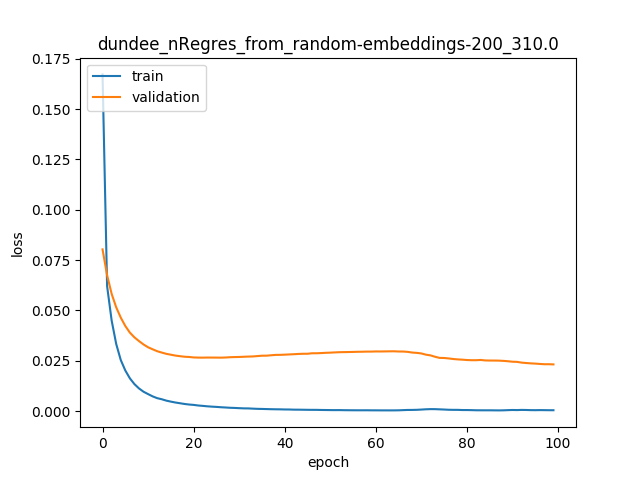 dundee_nRegres_from_random-embeddings-200_310.0
train
validation
loss
0.175
0.150
0.125
0.100
0.075
0.050
0.025
0.000
0 20 40 60 80 100
epoch